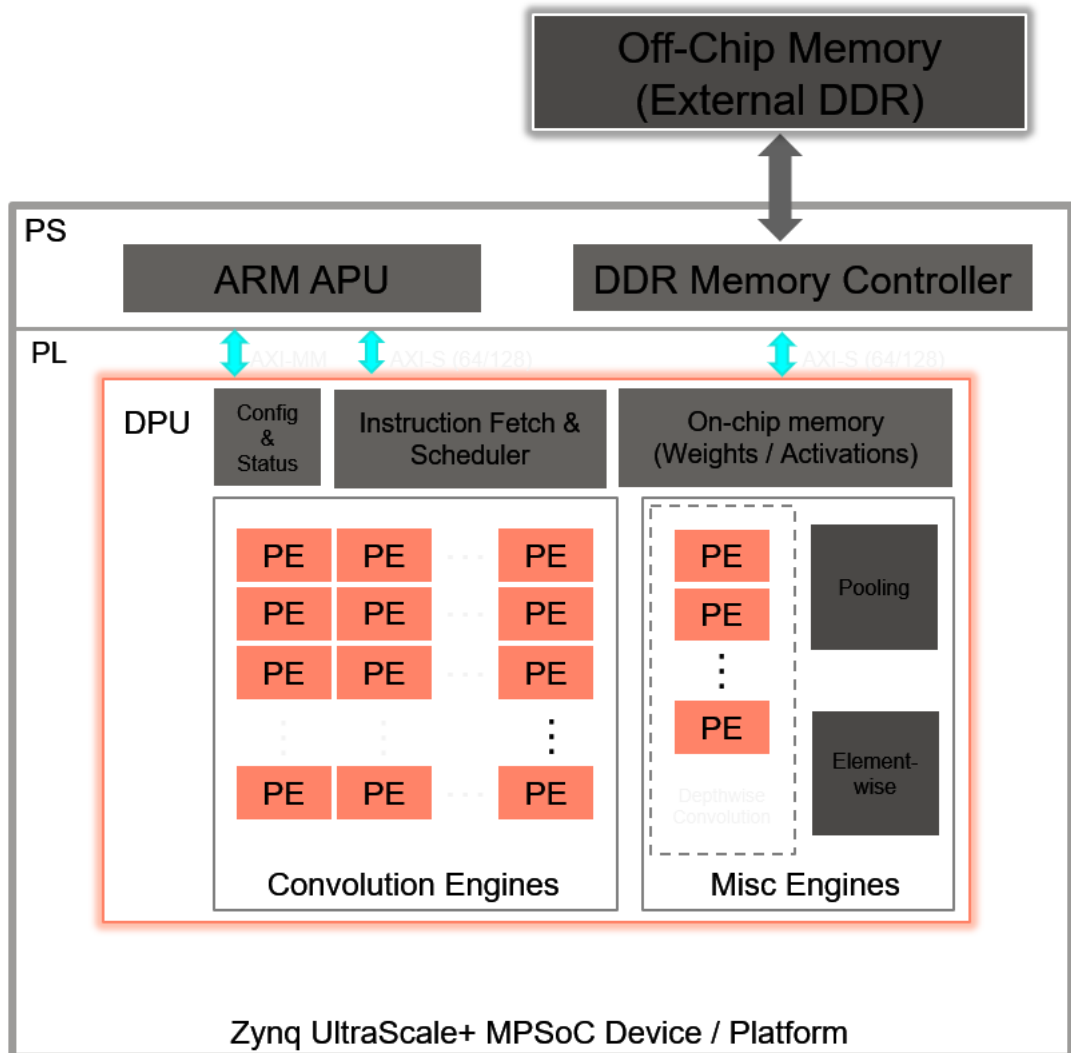 Off-Chip Memory
(External DDR)
PS
ARM APU
DDR Memory Controller
PL
AXI-MM
AXI-S (64/128)
AXI-S (64/128)
DPU
Config
&
Status
Instruction Fetch &
Scheduler
On-chip memory
(Weights / Activations)
PE PE ... PE
PE PE ... PE
PE PE ... PE
PE PE ... PE
Convolution Engines
PE
PE
PE
Depthwise
Convolution
Pooling
Element-
wise
Misc Engines
Zynq UltraScale+ MPSoC Device / Platform